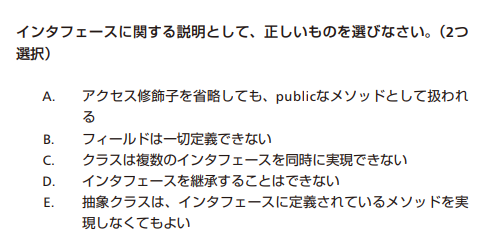 インタフェースに関する説明として、正しいものを選びなさい。（2つ
選択）
A. アクセス修飾子を省略しても、publicなメソッドとして扱われ
る
B. フィールドは一切定義できない
C. クラスは複数のインタフェースを同時に実現できない
D. インタフェースを継承することはできない
E. 抽象クラスは、インタフェースに定義されているメソッドを実
現しなくてもよい